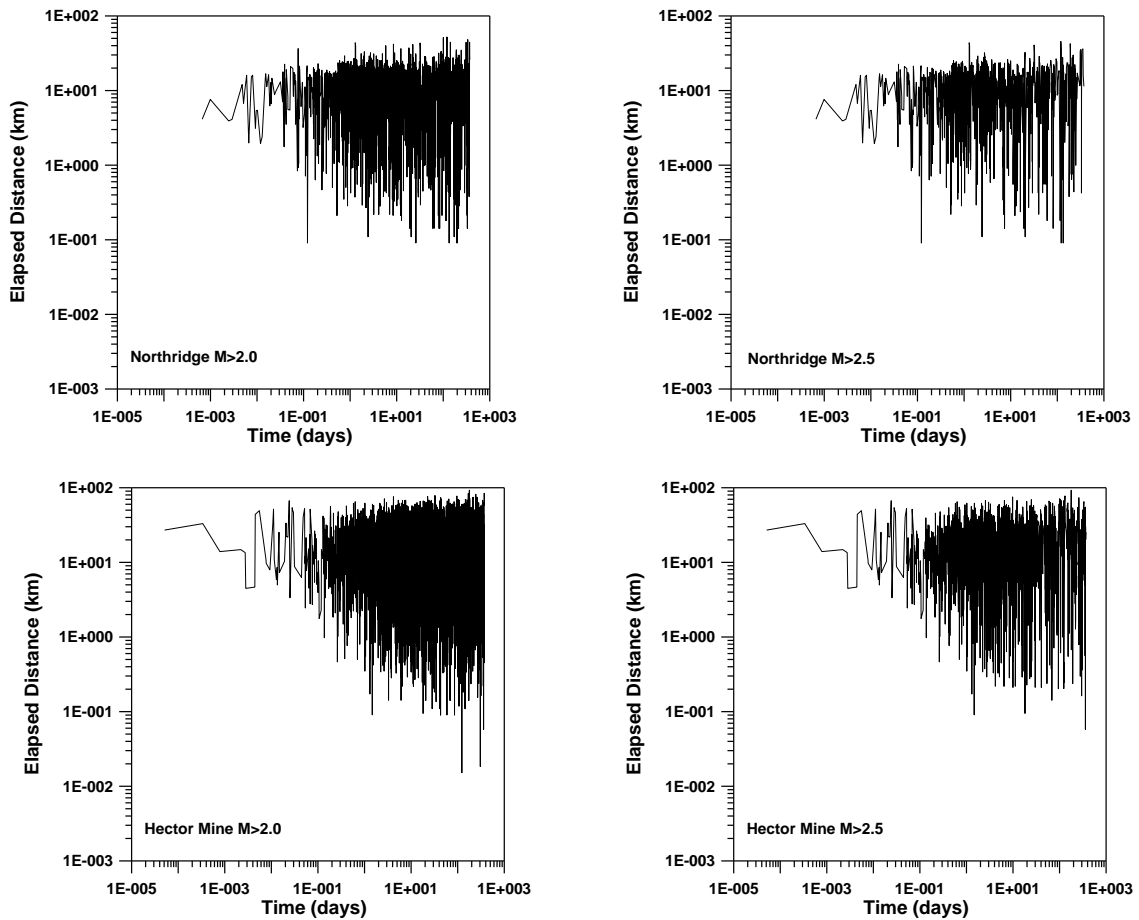 1E+002
1E+001
1E+000
1E-001
1E-002
1E-003
Elapsed Distance (km)
Northridge M>2.0
1E-005
1E-003
1E-001
1E+001
1E+003
Time (days)
1E+002
1E+001
1E+000
1E-001
1E-002
1E-003
Elapsed Distance (km)
Northridge M>2.5
1E-005
1E-003
1E-001
1E+001
1E+003
Time (days)
1E+002
1E+001
1E+000
1E-001
1E-002
1E-003
Elapsed Distance (km)
Hector Mine M>2.0
1E-005
1E-003
1E-001
1E+001
1E+003
Time (days)
1E+002
1E+001
1E+000
1E-001
1E-002
1E-003
Elapsed Distance (km)
Hector Mine M>2.5
1E-005
1E-003
1E-001
1E+001
1E+003
Time (days)